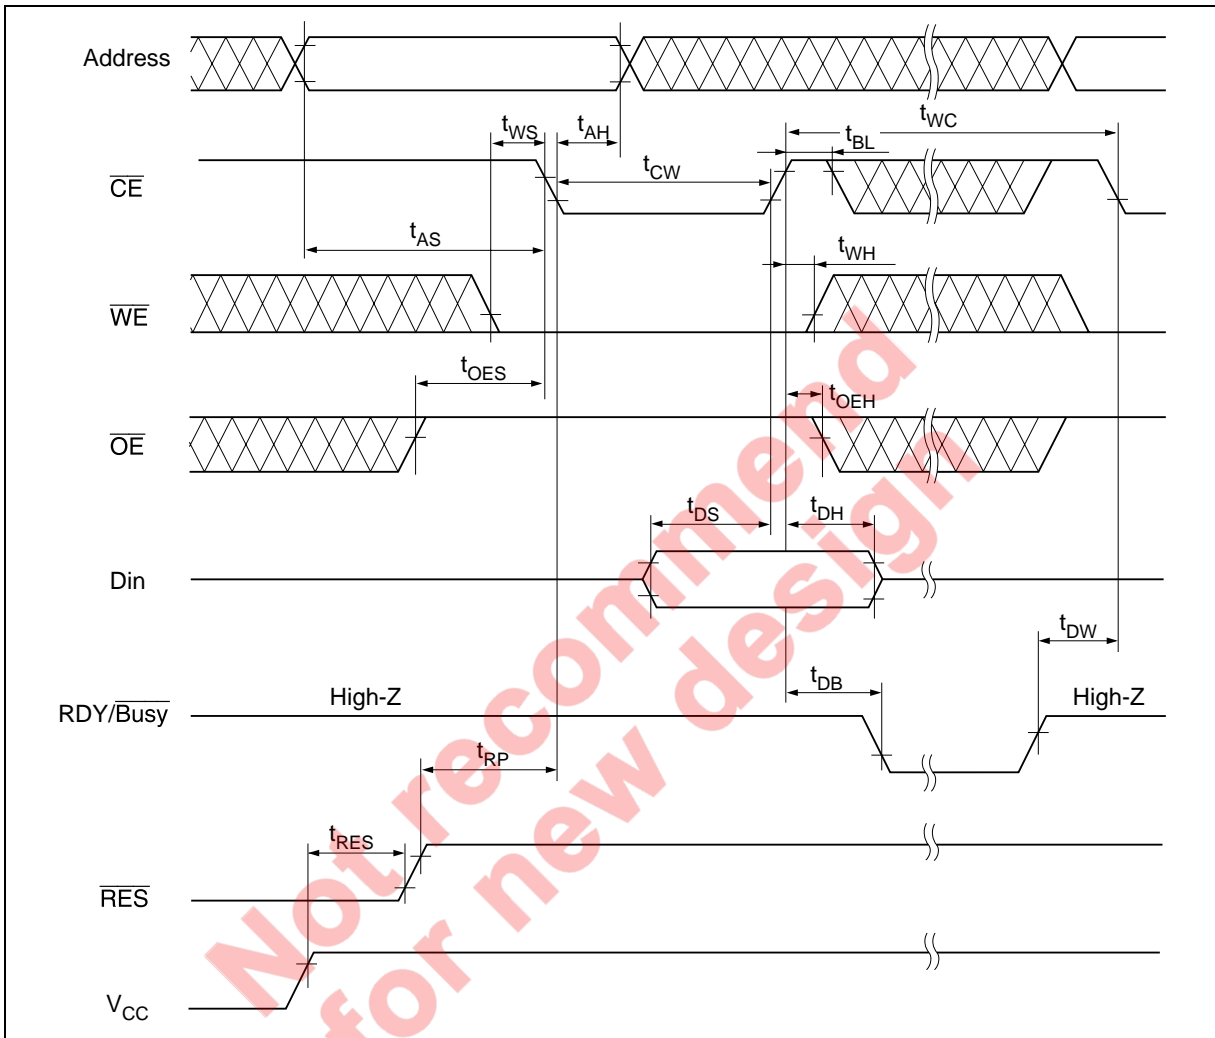 Address
tWS
tAH
tBL
tWC
CE
tCW
tAS
tWH
WE
tOES
tOEH
OE
tDS
tDH
Din
tDW
tDB
RDY/Busy
High-Z
High-Z
tRP
tRES
RES
VCC
Not recommend
for new design